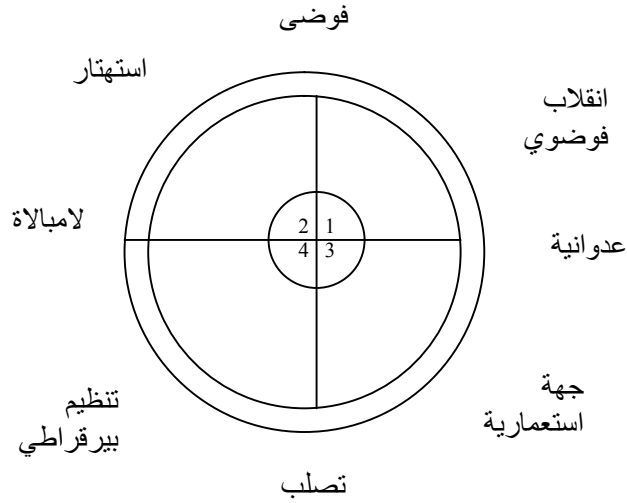 فوضى
استهتار
انقلاب
فوضوي
لامبالاة
عدوانية
2 1
4 3
جهة
استعمارية
تنظيم
بيرقراطي
تصلب